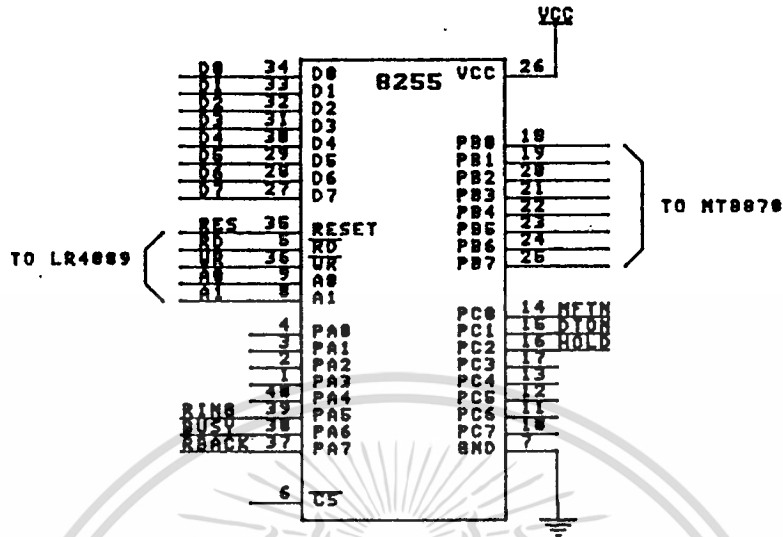 VCC
D0 34 D0 8255 VCC 26
D1 33 D1
D2 32 D2
D3 31 D3
D4 30 D4 PB0 18
D5 29 D5 PB1 19
D6 28 D6 PB2 20
D7 27 D7 PB3 21
PB4 22 TO MT8870
RES 35 RESET PB5 23
RD 5 RD PB6 24
TO LR4089 WR 36 WR PB7 25
A0 9 A0
A1 8 A1
PC0 14 MFTN
4 PA0 PC1 15 DTON
3 PA1 PC2 16 HOLD
2 PA2 PC3 17
1 PA3 PC4 13
40 PA4 PC5 12
RING 39 PA5 PC6 11
BUSY 38 PA6 PC7 10
RBACK 37 PA7 GND 7
6 CS